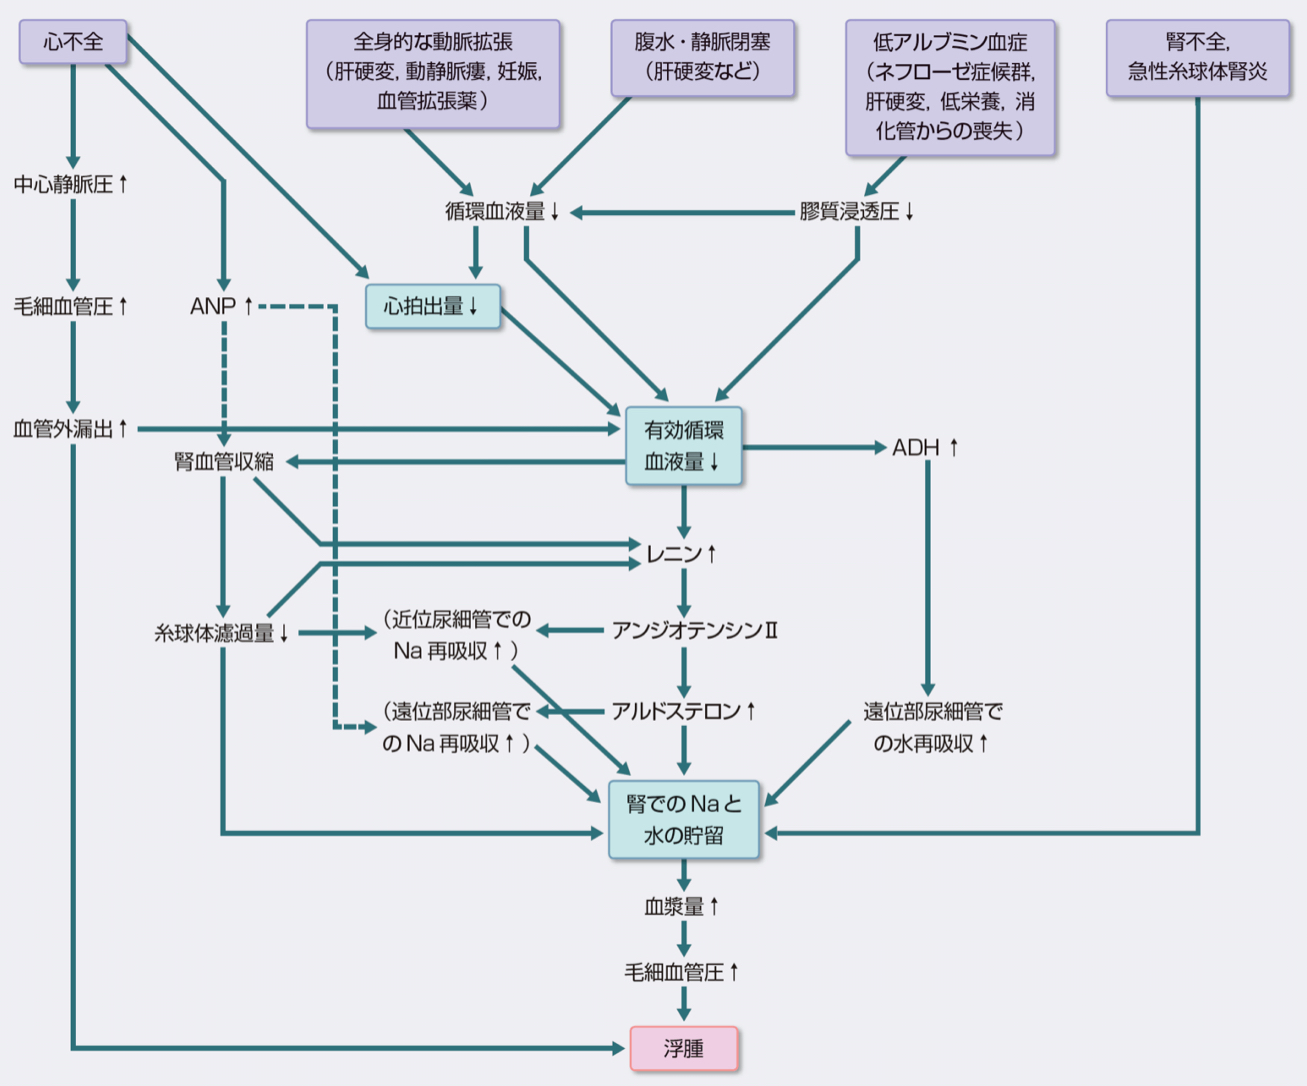 心不全
全身的な動脈拡張
（肝硬変, 動静脈瘻, 妊娠,
血管拡張薬）
腹水・静脈閉塞
（肝硬変など）
低アルブミン血症
（ネフローゼ症候群,
肝硬変, 低栄養, 消
化管からの喪失）
腎不全,
急性糸球体腎炎
中心静脈圧↑
循環血液量↓
膠質浸透圧↓
毛細血管圧↑
ANP↑
心拍出量↓
血管外漏出↑
有効循環
血液量↓
ADH↑
腎血管収縮
レニン↑
糸球体濾過量↓
（近位尿細管での
Na再吸収↑）
アンジオテンシンⅡ
（遠位部尿細管で
のNa再吸収↑）
アルドステロン↑
遠位部尿細管で
の水再吸収↑
腎でのNaと
水の貯留
血漿量↑
毛細血管圧↑
浮腫